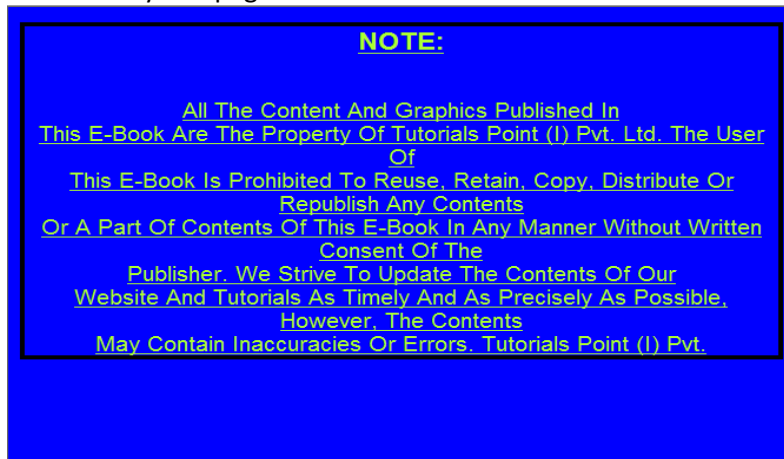 NOTE:
All The Content And Graphics Published In
This E-Book Are The Property Of Tutorials Point (I) Pvt. Ltd. The User
Of
This E-Book Is Prohibited To Reuse, Retain, Copy, Distribute Or
Republish Any Contents
Or A Part Of Contents Of This E-Book In Any Manner Without Written
Consent Of The
Publisher. We Strive To Update The Contents Of Our
Website And Tutorials As Timely And As Precisely As Possible,
However, The Contents
May Contain Inaccuracies Or Errors. Tutorials Point (I) Pvt.